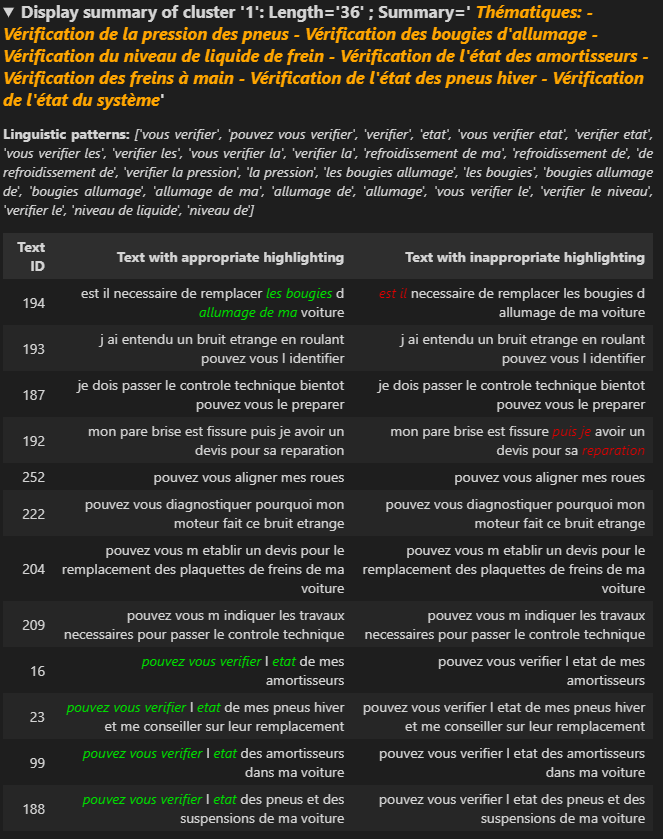 ▼ Display summary of cluster '1': Length='36' ; Summary=' Thématiques: -
Vérification de la pression des pneus - Vérification des bougies d'allumage -
Vérification du niveau de liquide de frein - Vérification de l'état des amortisseurs -
Vérification des freins à main - Vérification de l'état des pneus hiver - Vérification
de l'état du système'
Linguistic patterns: ['vous verifier', 'pouvez vous verifier', 'verifier', 'etat', 'vous verifier etat', 'verifier etat',
'vous verifier les', 'verifier les', 'vous verifier la', 'verifier la', 'refroidissement de ma', 'refroidissement de', 'de
refroidissement de', 'verifier la pression', 'la pression', 'les bougies allumage', 'les bougies', 'bougies allumage
de', 'bougies allumage', 'allumage de ma', 'allumage de', 'allumage', 'vous verifier le', 'verifier le niveau',
'verifier le', 'niveau de liquide', 'niveau de']
Text
ID
Text with appropriate highlighting
Text with inappropriate highlighting
194
est il necessaire de remplacer les bougies d
allumage de ma voiture
est il necessaire de remplacer les bougies d
allumage de ma voiture
193
j ai entendu un bruit etrange en roulant
pouvez vous l identifier
j ai entendu un bruit etrange en roulant
pouvez vous l identifier
187
je dois passer le controle technique bientot
pouvez vous le preparer
je dois passer le controle technique bientot
pouvez vous le preparer
192
mon pare brise est fissure puis je avoir un
devis pour sa reparation
mon pare brise est fissure puis je avoir un
devis pour sa reparation
252
pouvez vous aligner mes roues
pouvez vous aligner mes roues
222
pouvez vous diagnostiquer pourquoi mon
moteur fait ce bruit etrange
pouvez vous diagnostiquer pourquoi mon
moteur fait ce bruit etrange
204
pouvez vous m etablir un devis pour le
remplacement des plaquettes de freins de ma
voiture
pouvez vous m etablir un devis pour le
remplacement des plaquettes de freins de ma
voiture
209
pouvez vous m indiquer les travaux
necessaires pour passer le controle technique
pouvez vous m indiquer les travaux
necessaires pour passer le controle technique
16
pouvez vous verifier l etat de mes
amortisseurs
pouvez vous verifier l etat de mes
amortisseurs
23
pouvez vous verifier l etat de mes pneus hiver
et me conseiller sur leur remplacement
pouvez vous verifier l etat de mes pneus hiver
et me conseiller sur leur remplacement
99
pouvez vous verifier l etat des amortisseurs
dans ma voiture
pouvez vous verifier l etat des amortisseurs
dans ma voiture
188
pouvez vous verifier l etat des pneus et des
suspensions de ma voiture
pouvez vous verifier l etat des pneus et des
suspensions de ma voiture